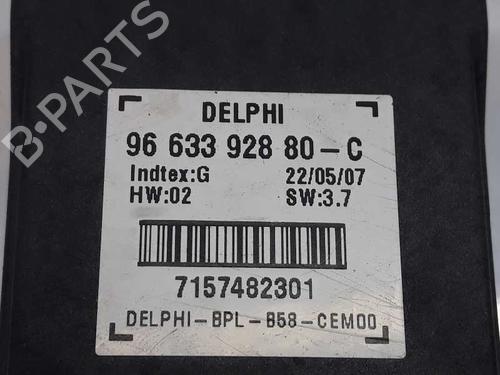 B-PARTS
DELPHI
96 633 928 80-C
Indtex:G 22/05/07
HW:02 SW:3.7
7157482301
DELPHI-BPL-B58-CEM00